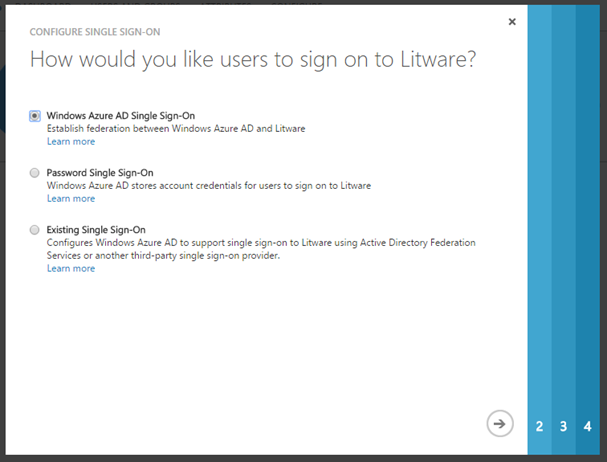 CONFIGURE SINGLE SIGN-ON
How would you like users to sign on to Litware?
Windows Azure AD Single Sign-On
Establish federation between Windows Azure AD and Litware
Learn more
Password Single Sign-On
Windows Azure AD stores account credentials for users to sign on to Litware
Learn more
Existing Single Sign-On
Configures Windows Azure AD to support single sign-on to Litware using Active Directory Federation
Services or another third-party single sign-on provider.
Learn more
2 3 4